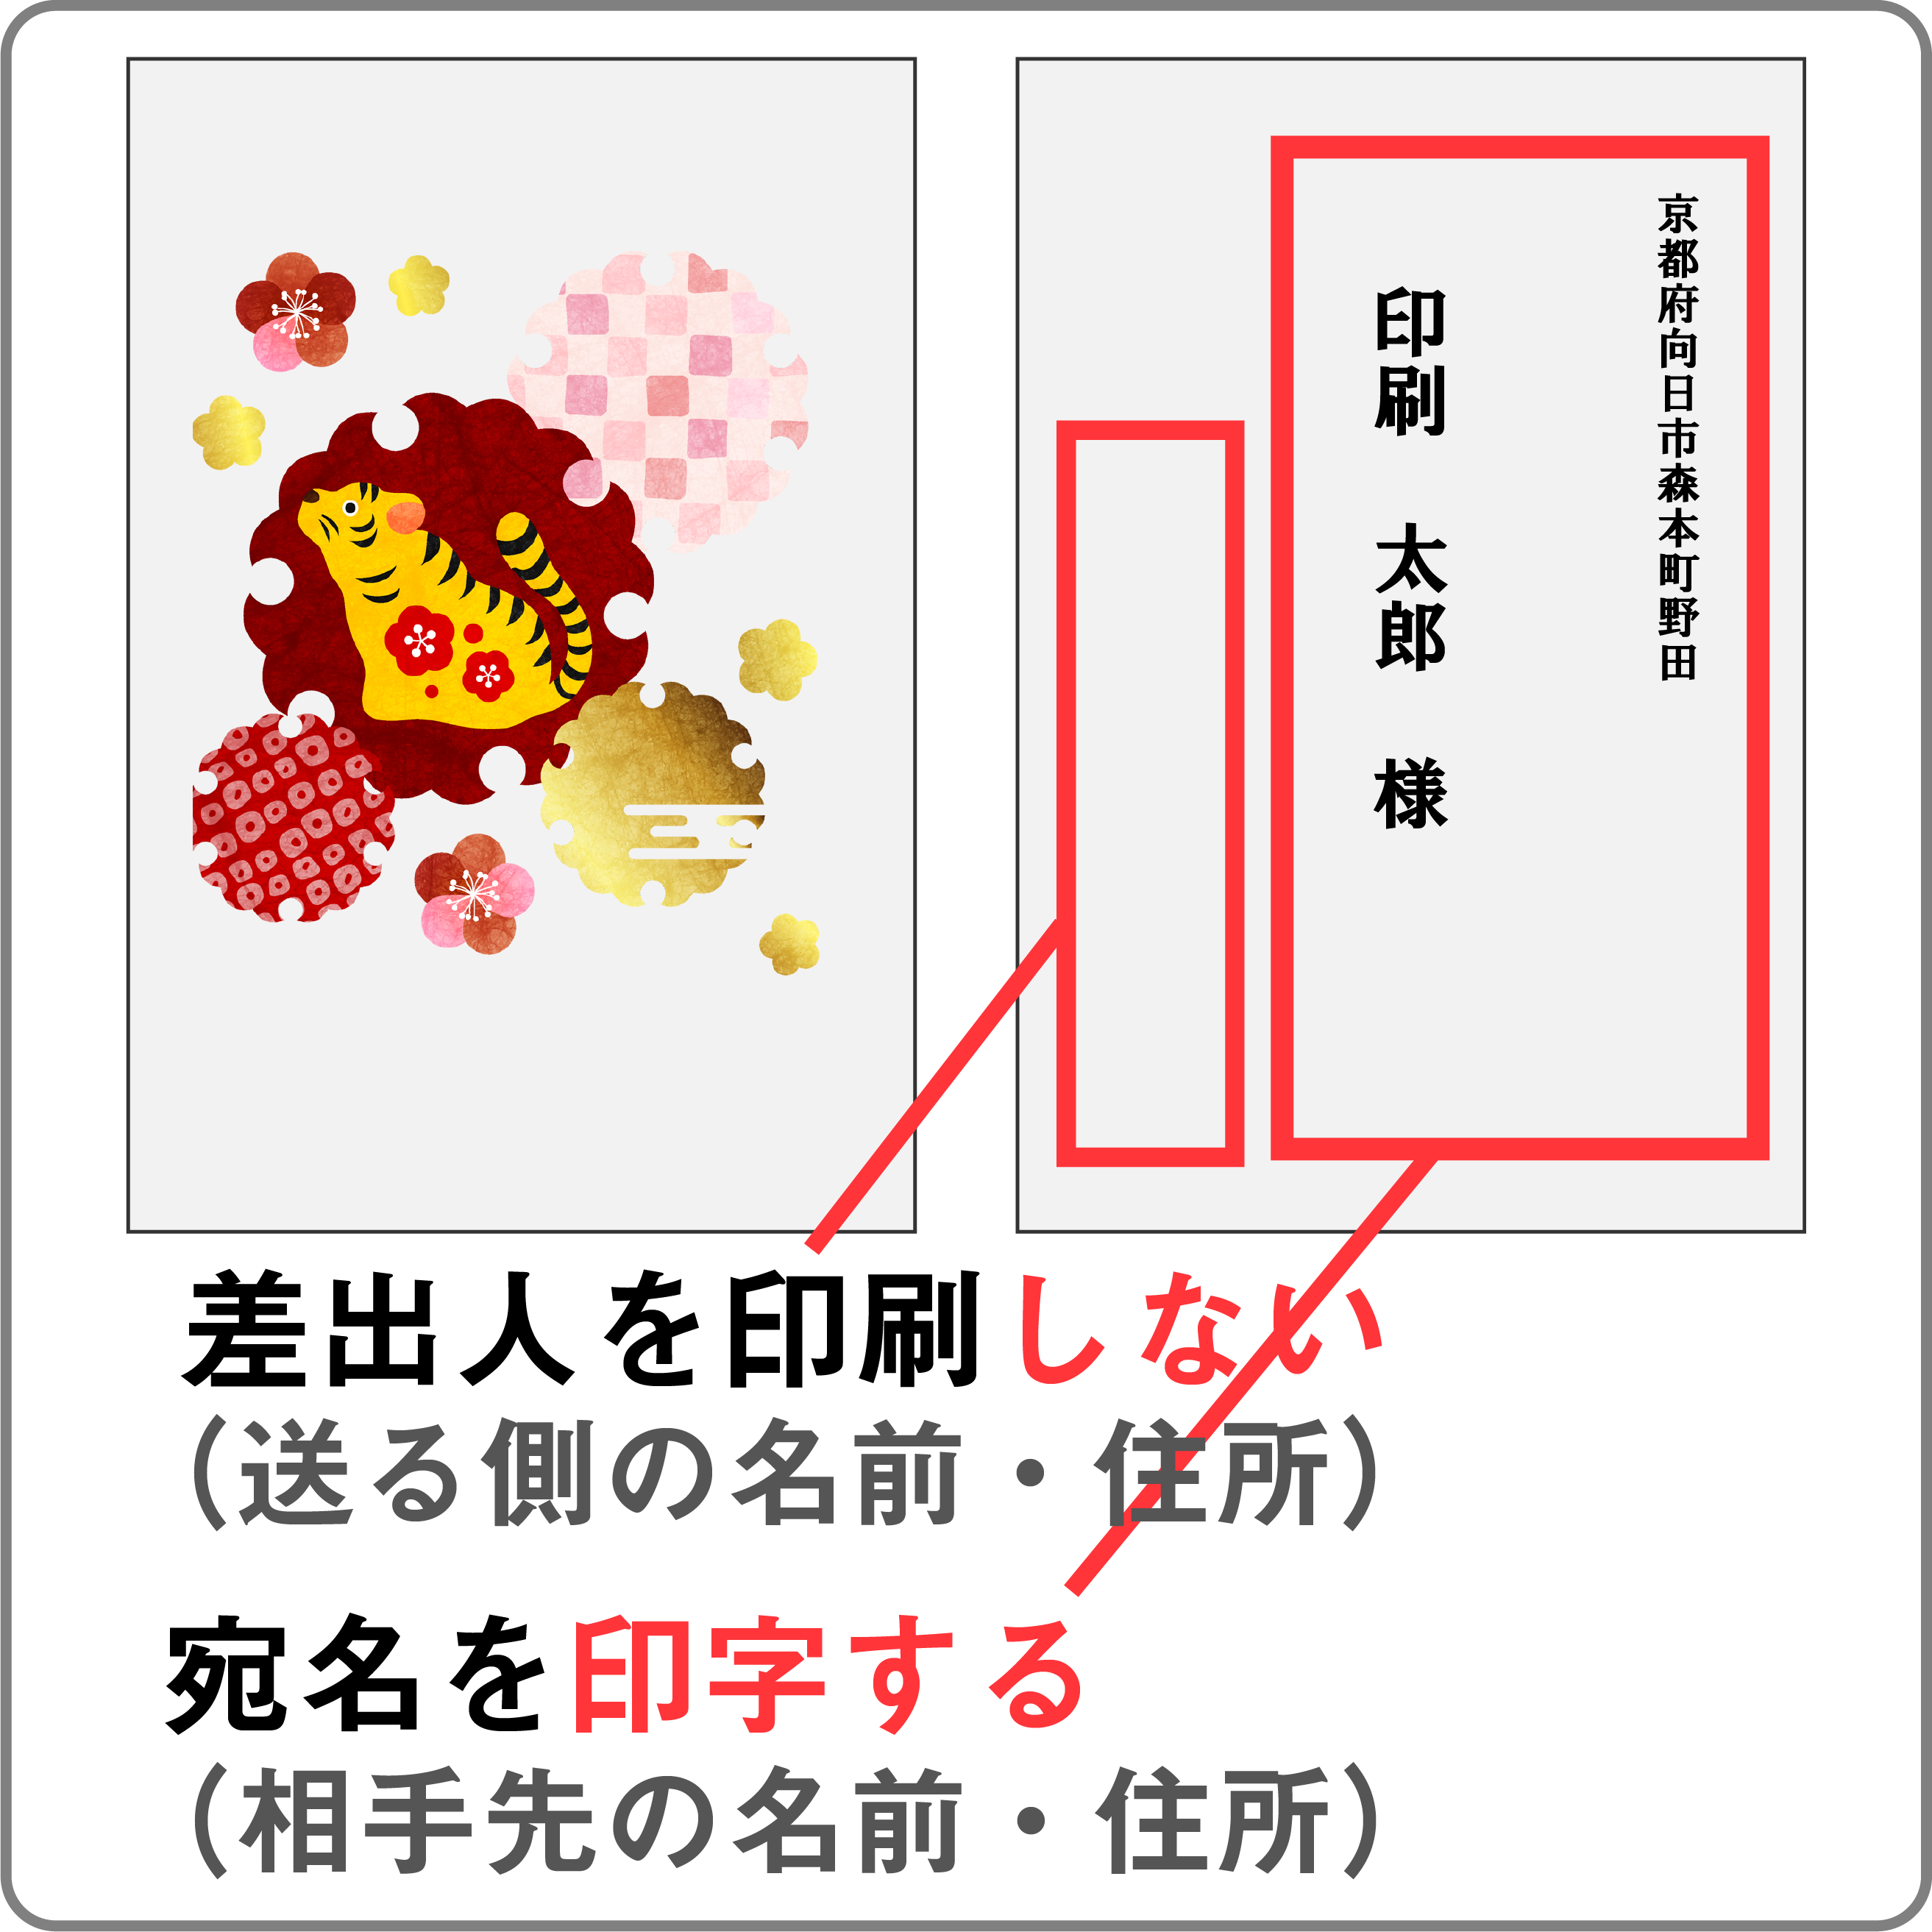 京都府向日市森本町野田
印刷 太郎 様
差出人を印刷しない
(送る側の名前・住所)
宛名を印字する
(相手先の名前・住所)